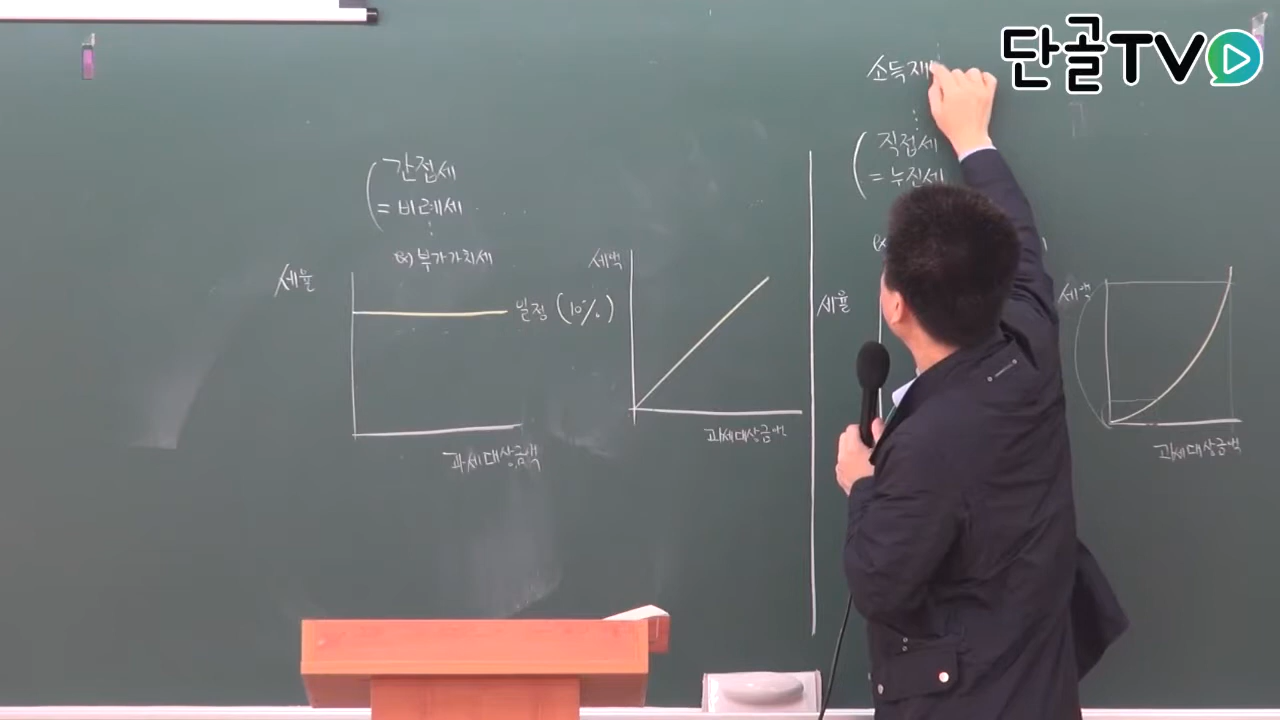 단골TV
소득재
직접세
= 누진세
간접세
= 비례세
ex) 부가가치세
세율
일정 (10%)
과세대상금액
세액
과세대상금액
세율
세액
과세대상금액